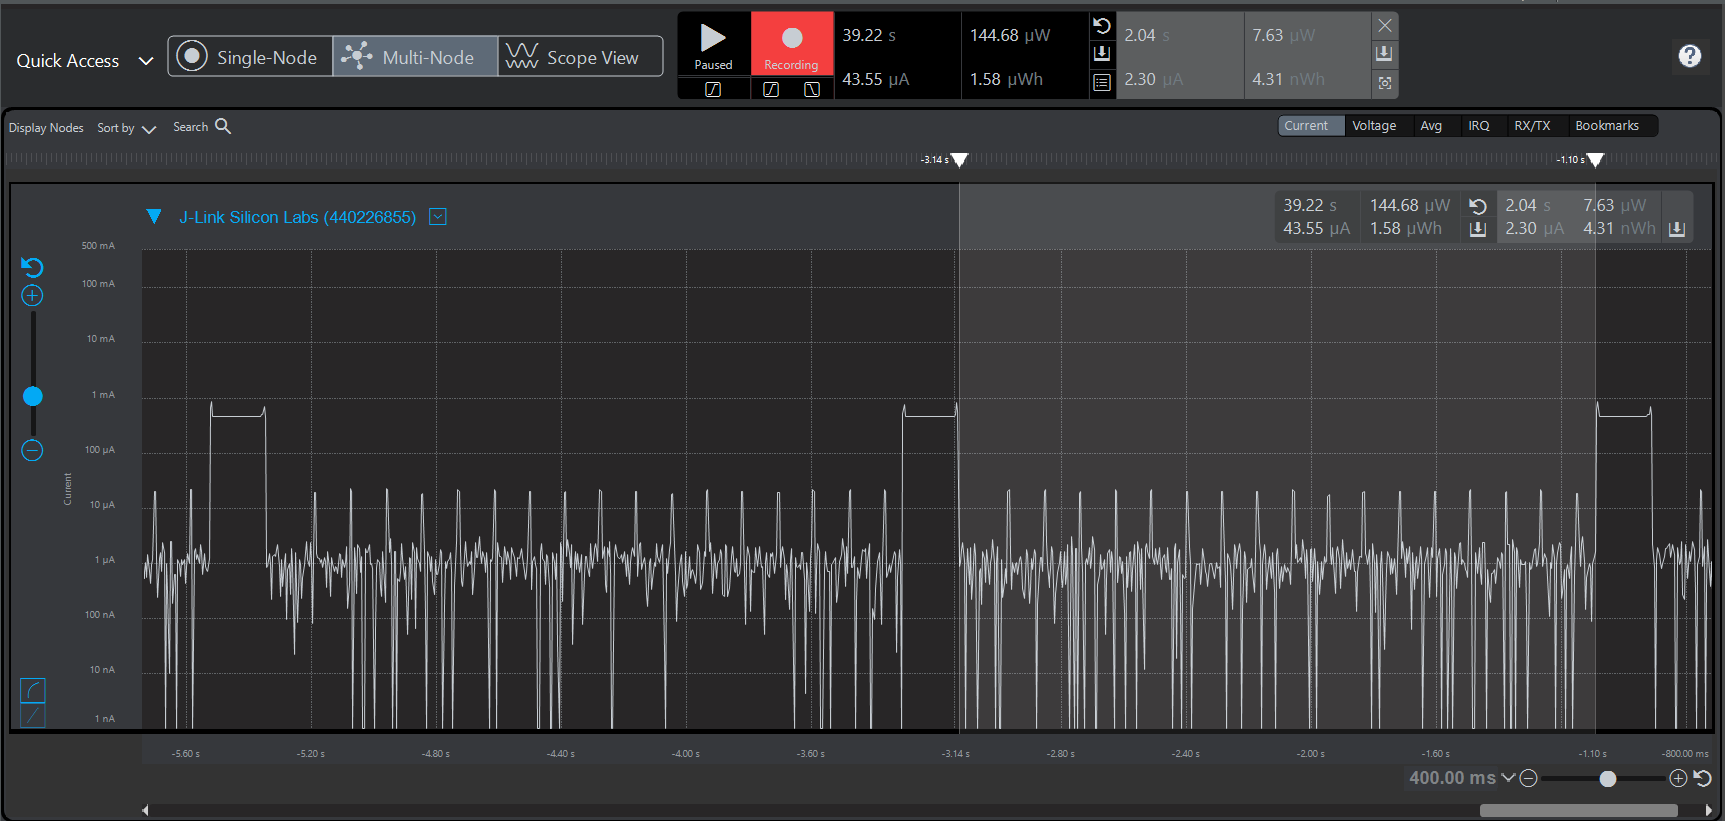 Quick Access
Single-Node
Multi-Node
Scope View
Paused
Recording
39.22 s
144.68 µW
43.55 µA
1.58 µWh
2.04 s
7.63 µW
2.30 µA
4.31 nWh
Display Nodes
Sort by
Search
Current
Voltage
Avg
IRQ
RX/TX
Bookmarks
-3.14 s
-1.10 s
J-Link Silicon Labs (440226855)
39.22 s 144.68 µW
43.55 µA 1.58 µWh
2.04 s 7.63 µW
2.30 µA 4.31 nWh
500 mA
100 mA
10 mA
1 mA
100 µA
10 µA
1 µA
100 nA
10 nA
1 nA
Current
-5.60 s
-5.20 s
-4.80 s
-4.40 s
-4.00 s
-3.60 s
-3.14 s
-2.80 s
-2.40 s
-2.00 s
-1.60 s
-1.10 s
-800.00 ms
400.00 ms